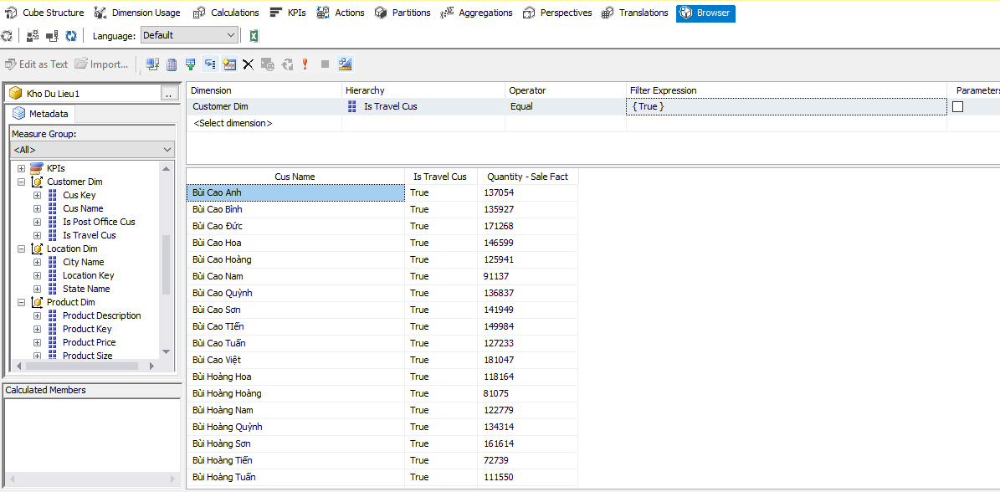 Cube Structure Dimension Usage Calculations KPIs Actions Partitions Aggregations Perspectives Translations Browser
Language: Default
Edit as Text Import...
Kho Du Lieu1 ..
Metadata
Measure Group:
<All>
KPIs
Customer Dim
Cus Key
Cus Name
Is Post Office Cus
Is Travel Cus
Location Dim
City Name
Location Key
State Name
Product Dim
Product Description
Product Key
Product Price
Product Size
Calculated Members
Dimension Hierarchy Operator Filter Expression Parameters
Customer Dim Is Travel Cus Equal { True }
<Select dimension>
Cus Name Is Travel Cus Quantity - Sale Fact
Bùi Cao Anh True 137054
Bùi Cao Bình True 135927
Bùi Cao Đức True 171268
Bùi Cao Hoa True 146599
Bùi Cao Hoàng True 125941
Bùi Cao Nam True 91137
Bùi Cao Quỳnh True 136837
Bùi Cao Sơn True 141949
Bùi Cao TIến True 149984
Bùi Cao Tuấn True 127233
Bùi Cao Việt True 181047
Bùi Hoàng Hoa True 118164
Bùi Hoàng Hoàng True 81075
Bùi Hoàng Nam True 122779
Bùi Hoàng Quỳnh True 134314
Bùi Hoàng Sơn True 161614
Bùi Hoàng Tiến True 72739
Bùi Hoàng Tuấn True 111550